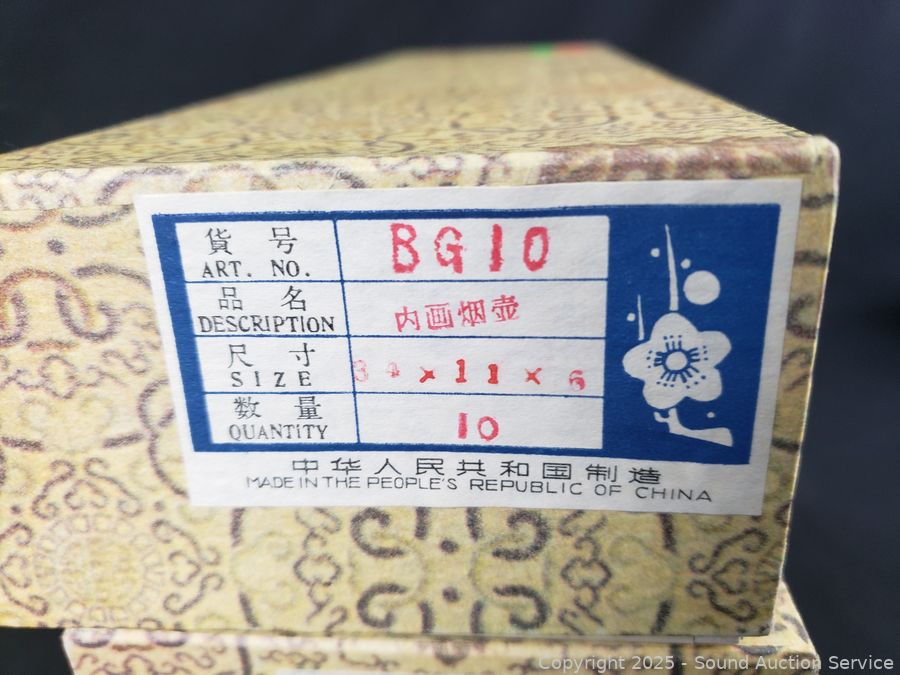 貨 号 BG10
ART. NO.
品 名 内画烟壶
DESCRIPTION
尺 寸 34×11×6
SIZE
数 量 10
QUANTITY
中华人民共和国制造
MADE IN THE PEOPLE'S REPUBLIC OF CHINA
Copyright 2025 - Sound Auction Service